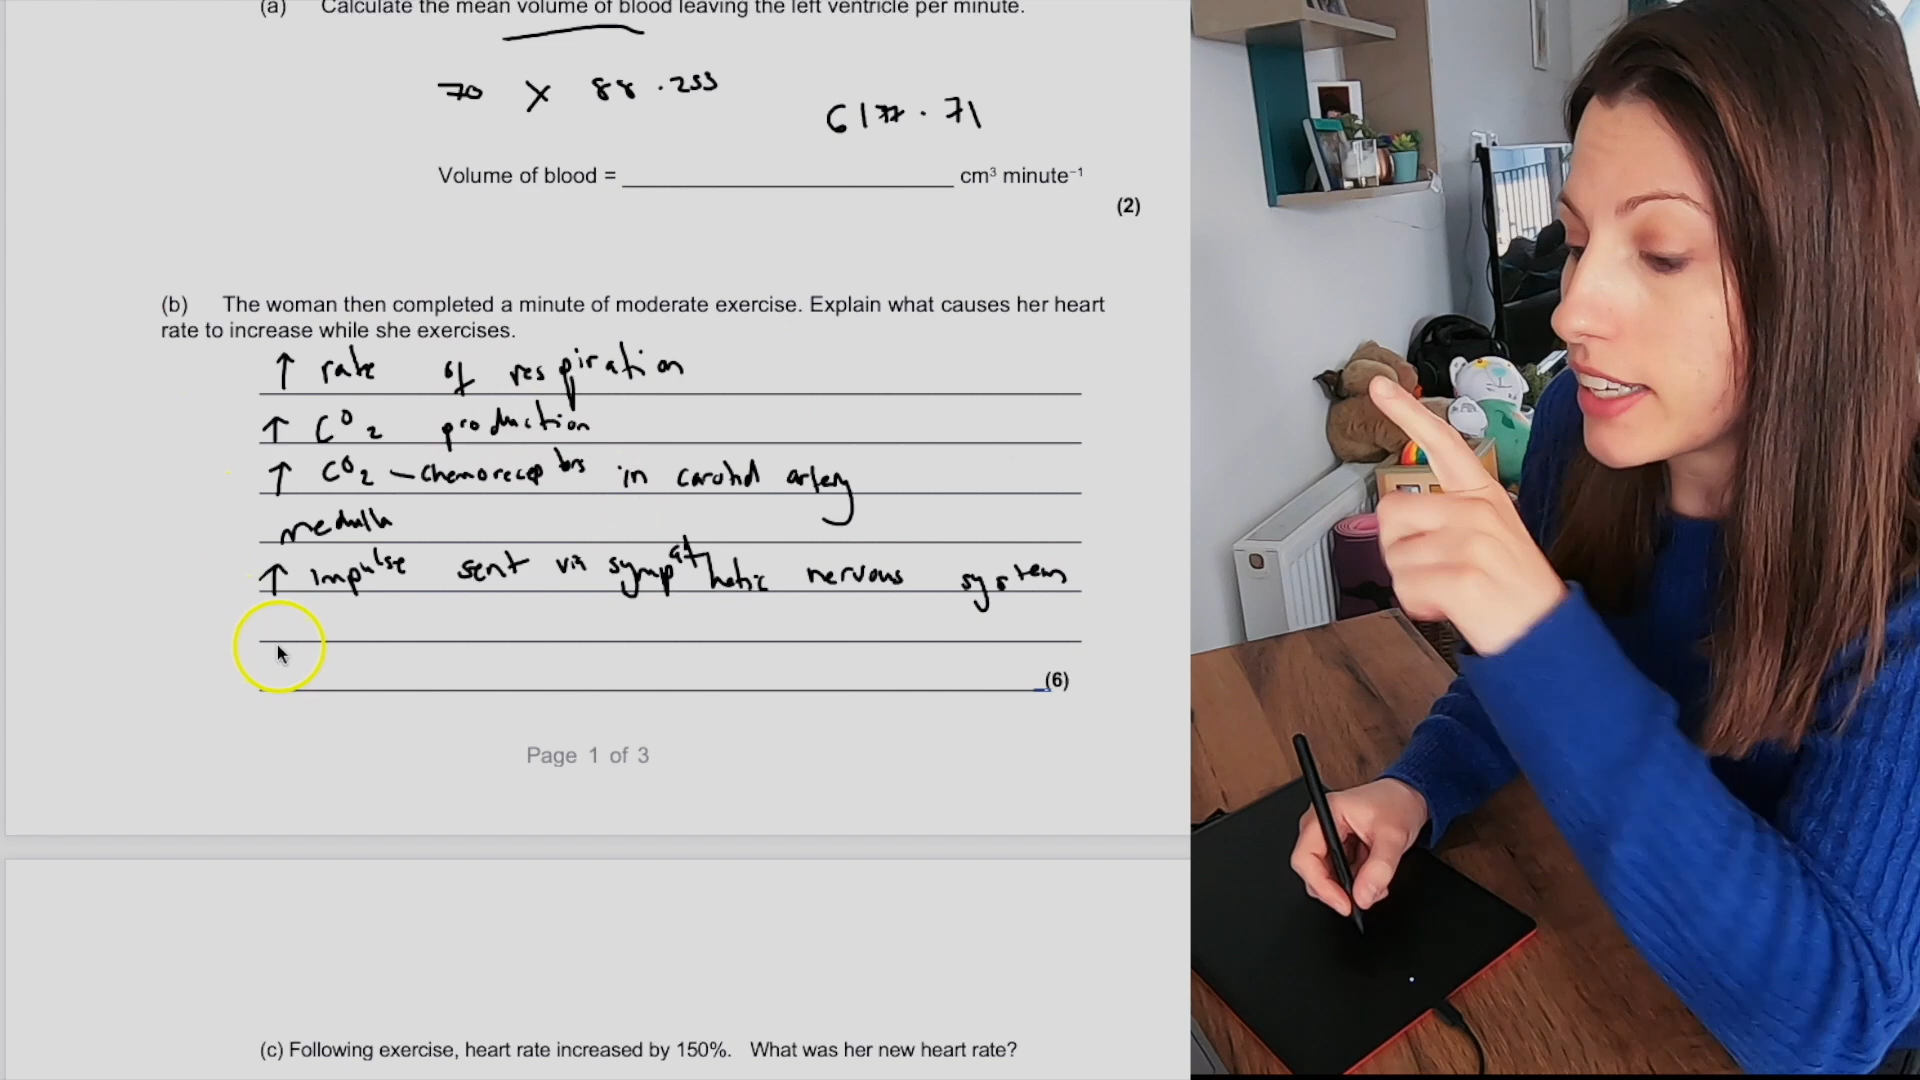 (a) Calculate the mean volume of blood leaving the left ventricle per minute.
70 X 88.253
6177.71
Volume of blood = ____ cm³ minute⁻¹
(2)
(b) The woman then completed a minute of moderate exercise. Explain what causes her heart
rate to increase while she exercises.
↑ rate of respiration
↑ CO2 production
↑ CO2 – chemoreceptors in carotid artery
medulla
↑ impulse sent via sympathetic nervous system
(6)
Page 1 of 3
(c) Following exercise, heart rate increased by 150%. What was her new heart rate?